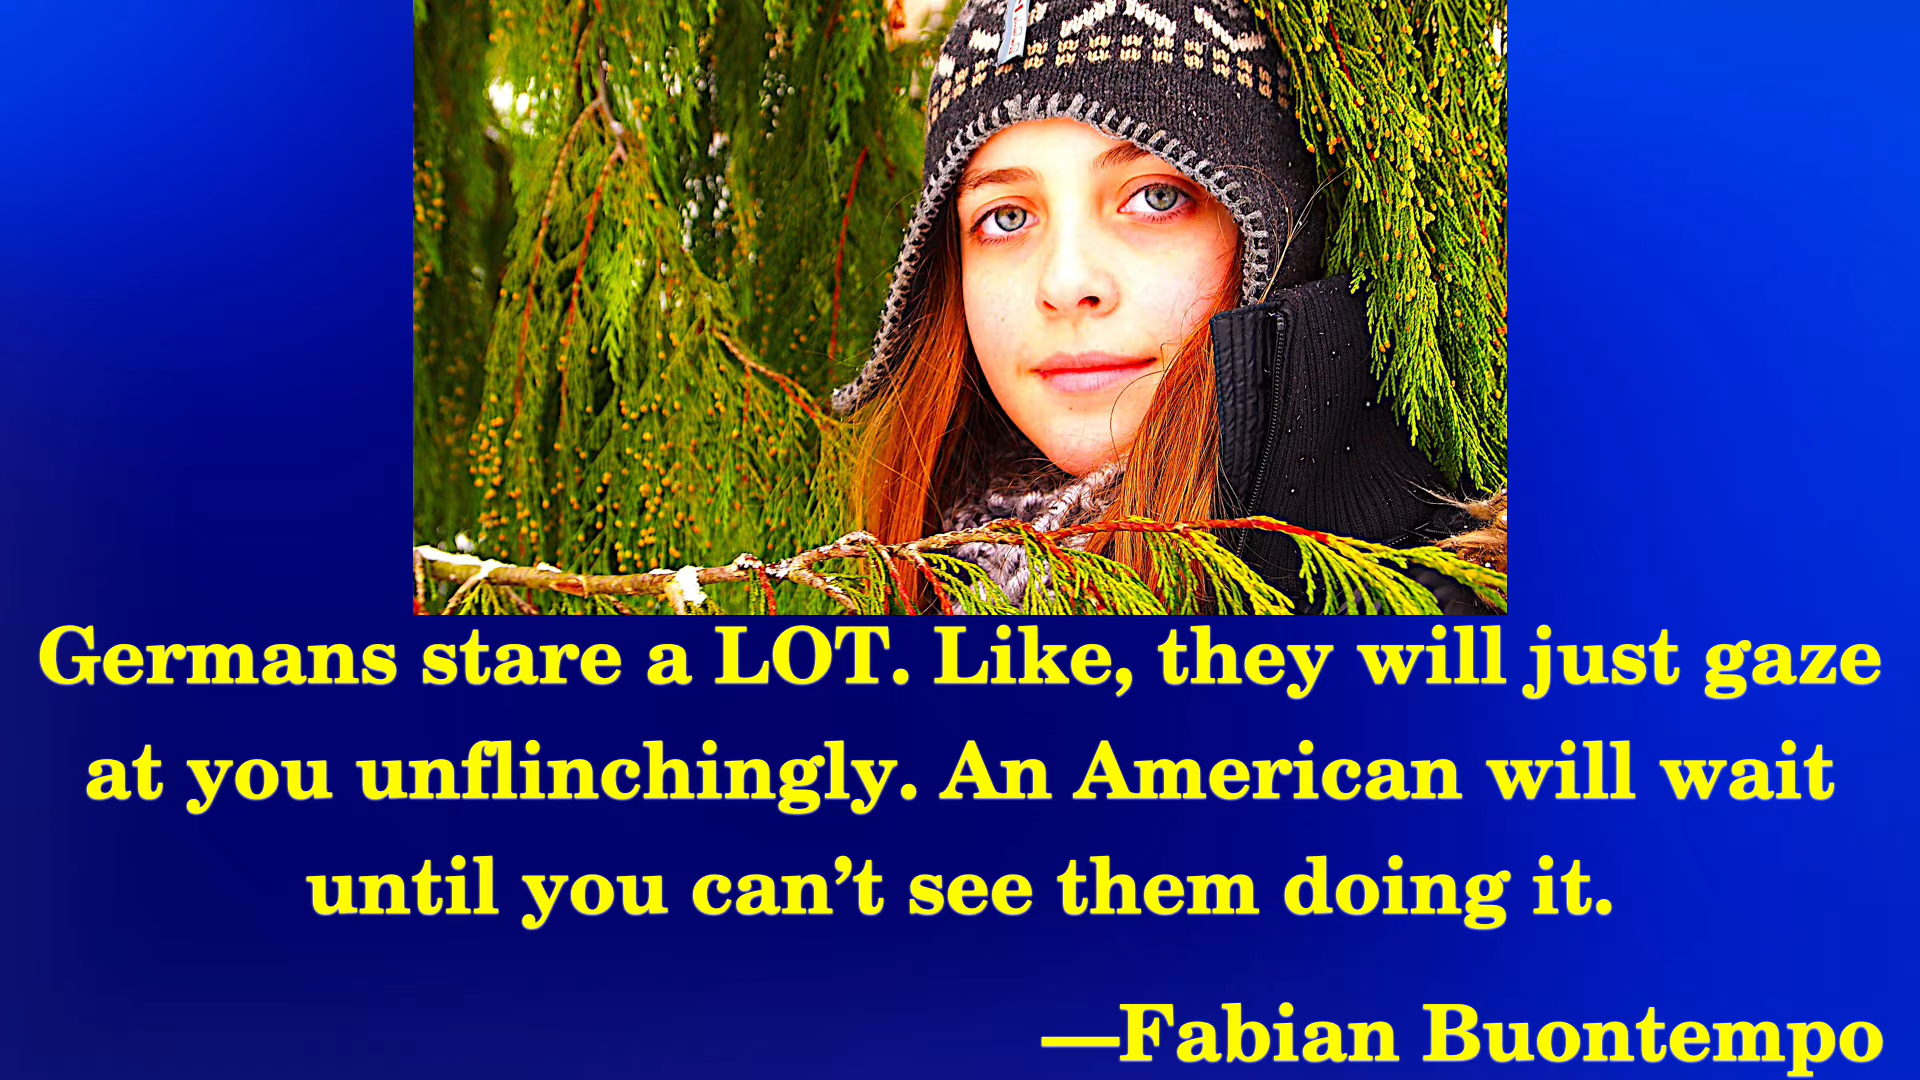 Germans stare a LOT. Like, they will just gaze
at you unflinchingly. An American will wait
until you can’t see them doing it.
—Fabian Buontempo